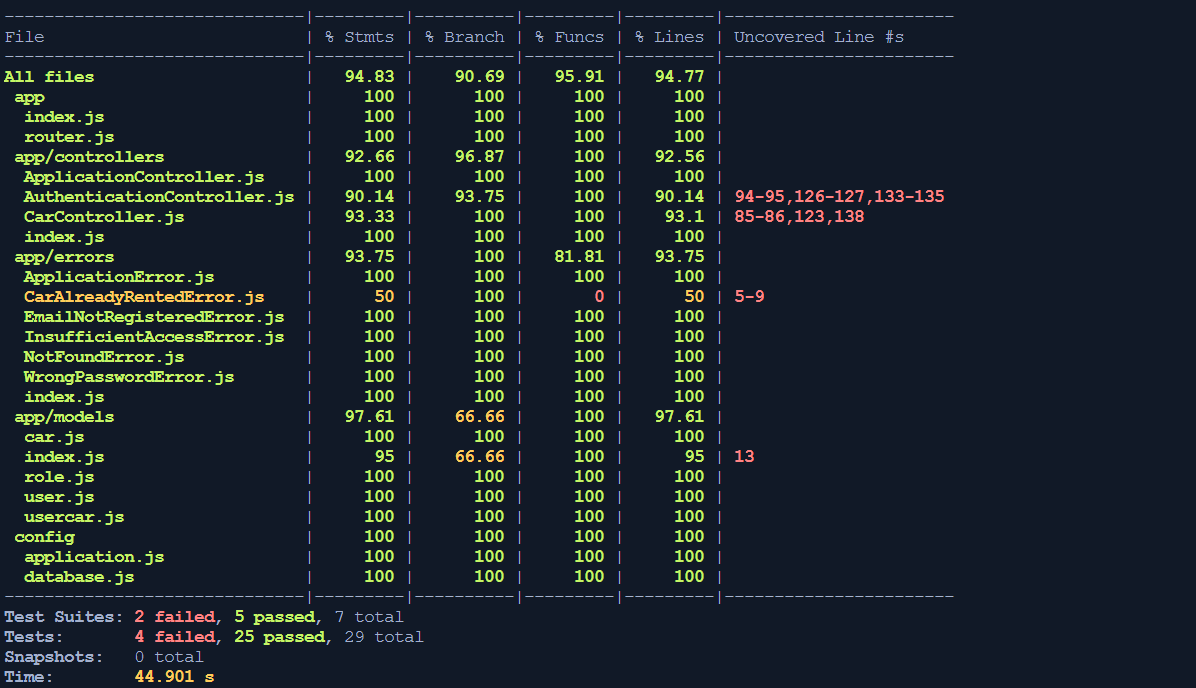 ------------------------------|---------|----------|---------|---------|-----------------------
File                          | % Stmts | % Branch | % Funcs | % Lines | Uncovered Line #s
------------------------------|---------|----------|---------|---------|-----------------------
All files                     |   94.83 |    90.69 |   95.91 |   94.77 |
 app                          |     100 |      100 |     100 |     100 |
  index.js                    |     100 |      100 |     100 |     100 |
  router.js                   |     100 |      100 |     100 |     100 |
 app/controllers              |   92.66 |    96.87 |     100 |   92.56 |
  ApplicationController.js    |     100 |      100 |     100 |     100 |
  AuthenticationController.js |   90.14 |    93.75 |     100 |   90.14 | 94-95,126-127,133-135
  CarController.js            |   93.33 |      100 |     100 |    93.1 | 85-86,123,138
  index.js                    |     100 |      100 |     100 |     100 |
 app/errors                   |   93.75 |      100 |   81.81 |   93.75 |
  ApplicationError.js         |     100 |      100 |     100 |     100 |
  CarAlreadyRentedError.js    |      50 |      100 |       0 |      50 | 5-9
  EmailNotRegisteredError.js  |     100 |      100 |     100 |     100 |
  InsufficientAccessError.js  |     100 |      100 |     100 |     100 |
  NotFoundError.js            |     100 |      100 |     100 |     100 |
  WrongPasswordError.js       |     100 |      100 |     100 |     100 |
  index.js                    |     100 |      100 |     100 |     100 |
 app/models                   |   97.61 |    66.66 |     100 |   97.61 |
  car.js                      |     100 |      100 |     100 |     100 |
  index.js                    |      95 |    66.66 |     100 |      95 | 13
  role.js                     |     100 |      100 |     100 |     100 |
  user.js                     |     100 |      100 |     100 |     100 |
  usercar.js                  |     100 |      100 |     100 |     100 |
 config                       |     100 |      100 |     100 |     100 |
  application.js              |     100 |      100 |     100 |     100 |
  database.js                 |     100 |      100 |     100 |     100 |
------------------------------|---------|----------|---------|---------|-----------------------
Test Suites: 2 failed, 5 passed, 7 total
Tests:       4 failed, 25 passed, 29 total
Snapshots:   0 total
Time:        44.901 s